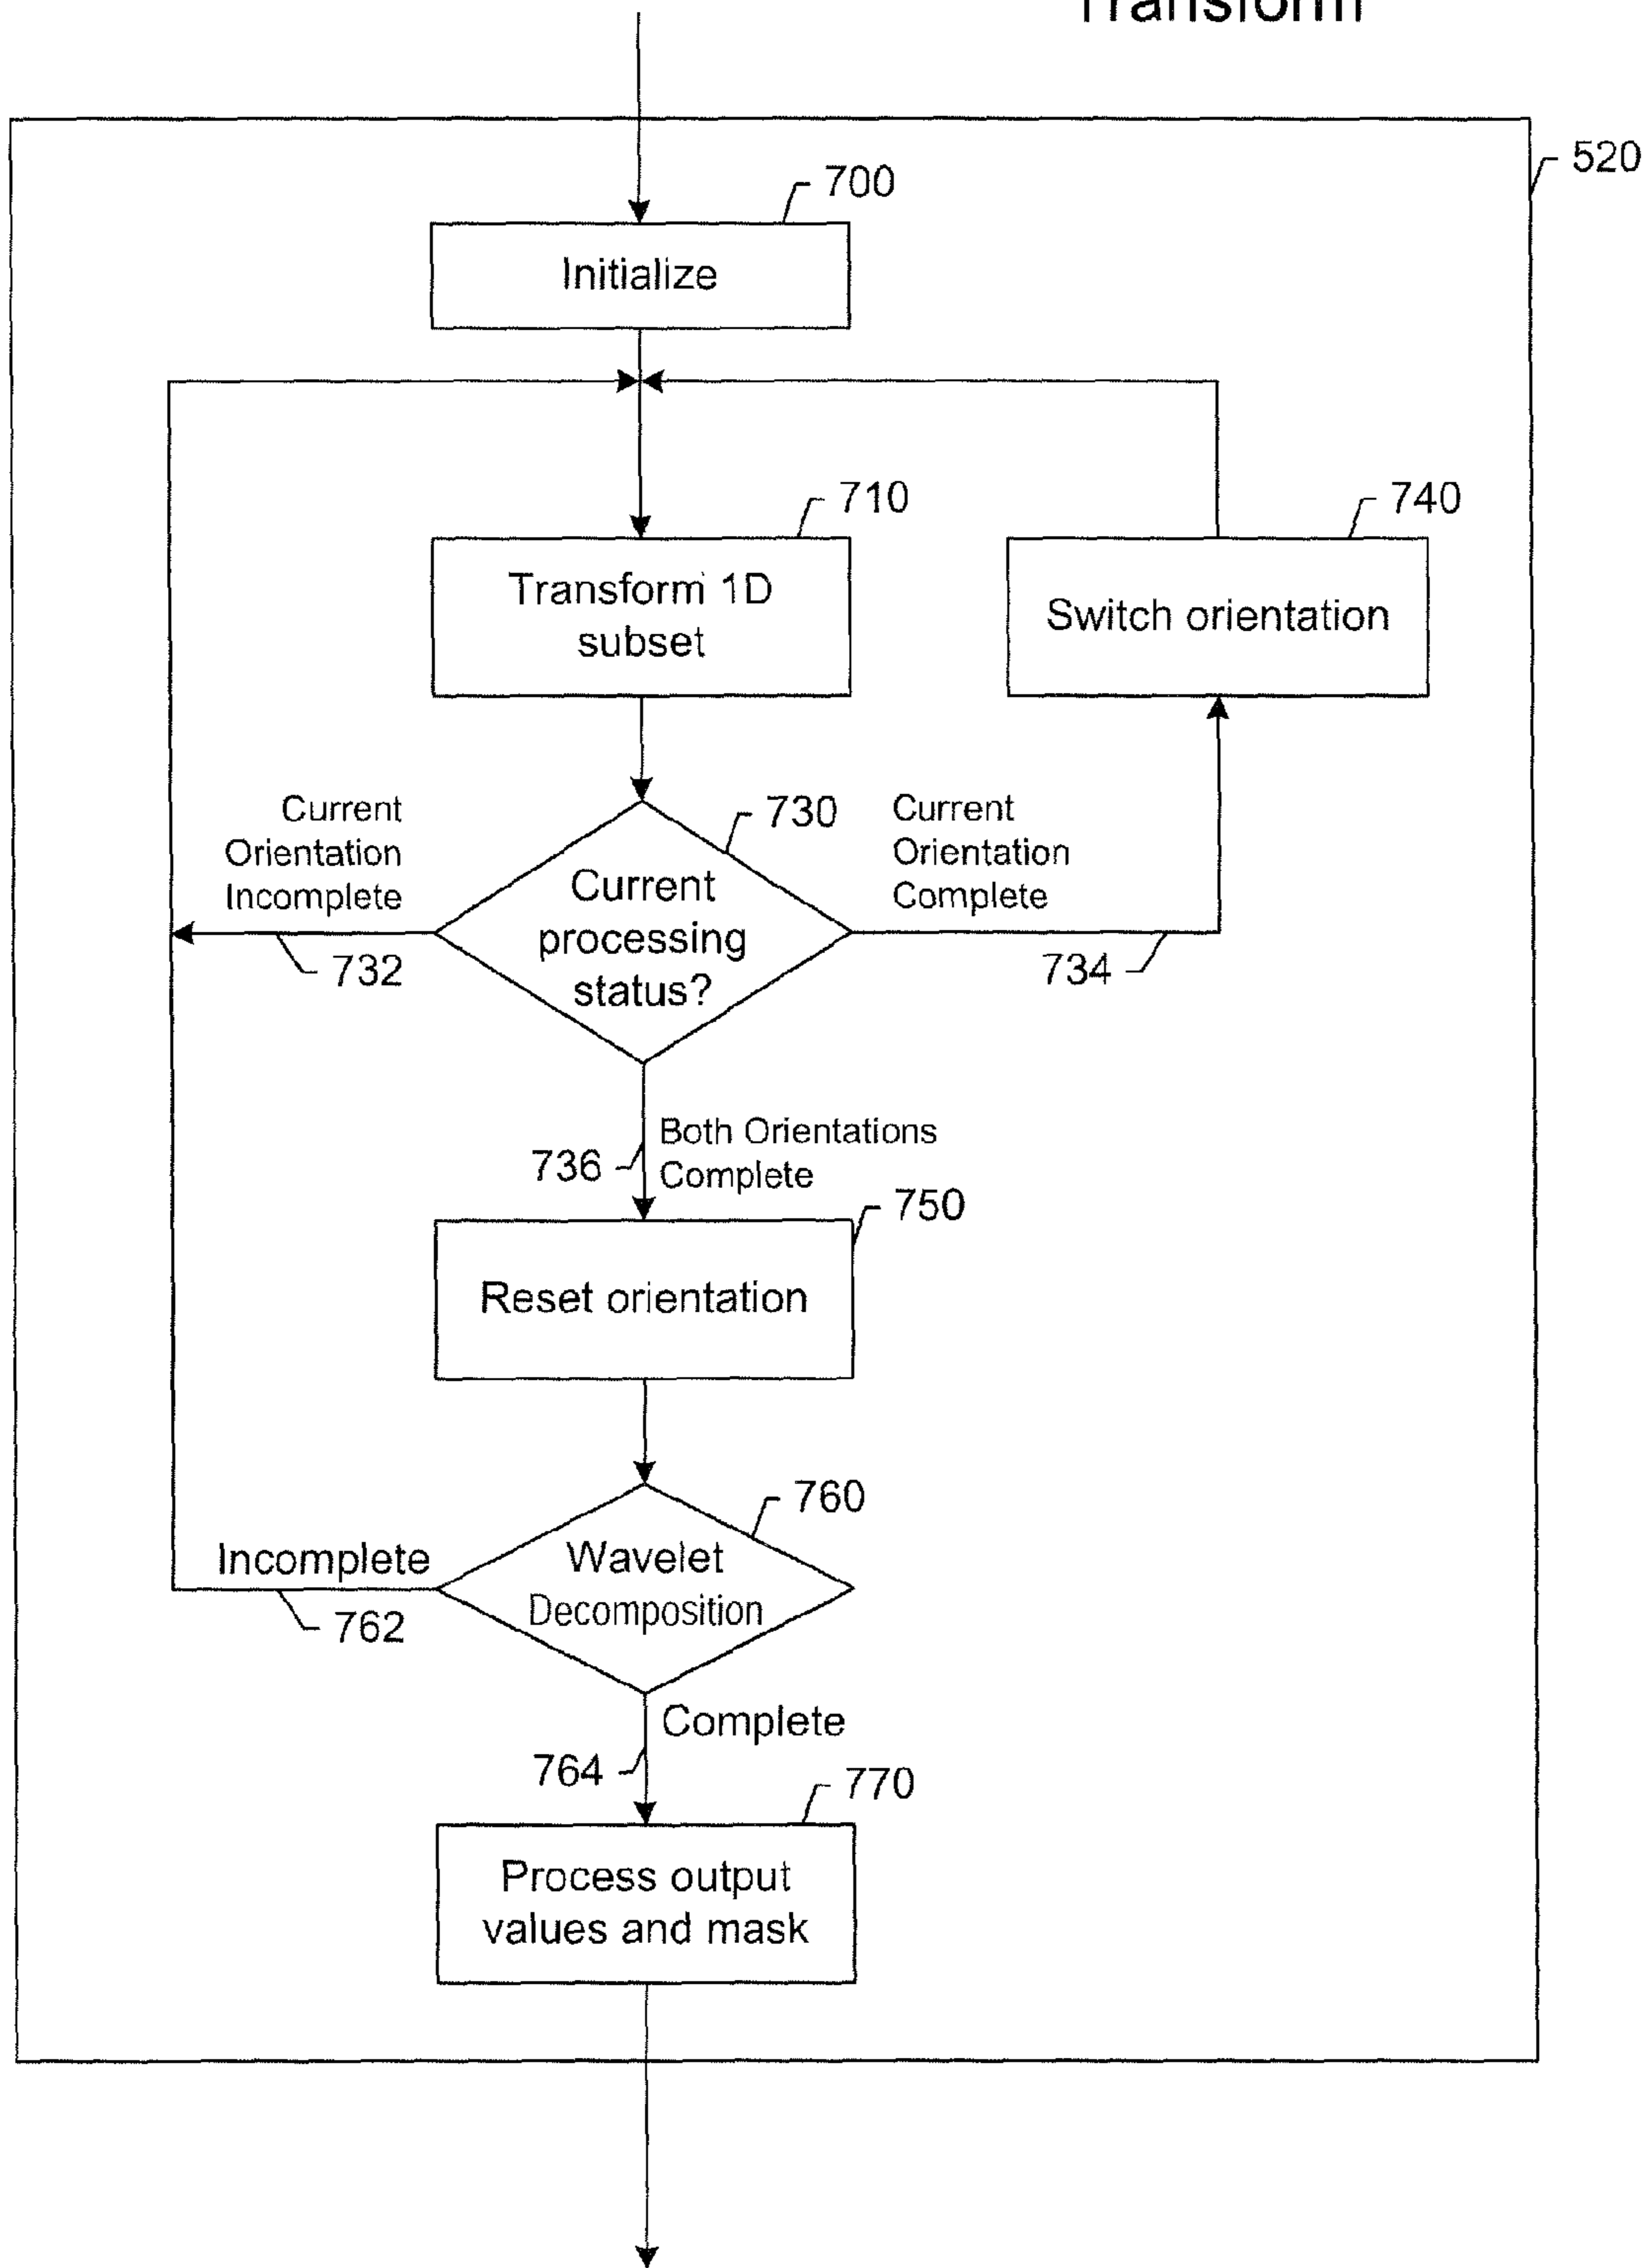 Transform
520
700
Initialize
710
Transform 1D
subset
740
Switch orientation
Current
Orientation
Incomplete
732
730
Current
processing
status?
Current
Orientation
Complete
734
736
Both Orientations
Complete
750
Reset orientation
760
Wavelet
Decomposition
Incomplete
762
Complete
764
770
Process output
values and mask